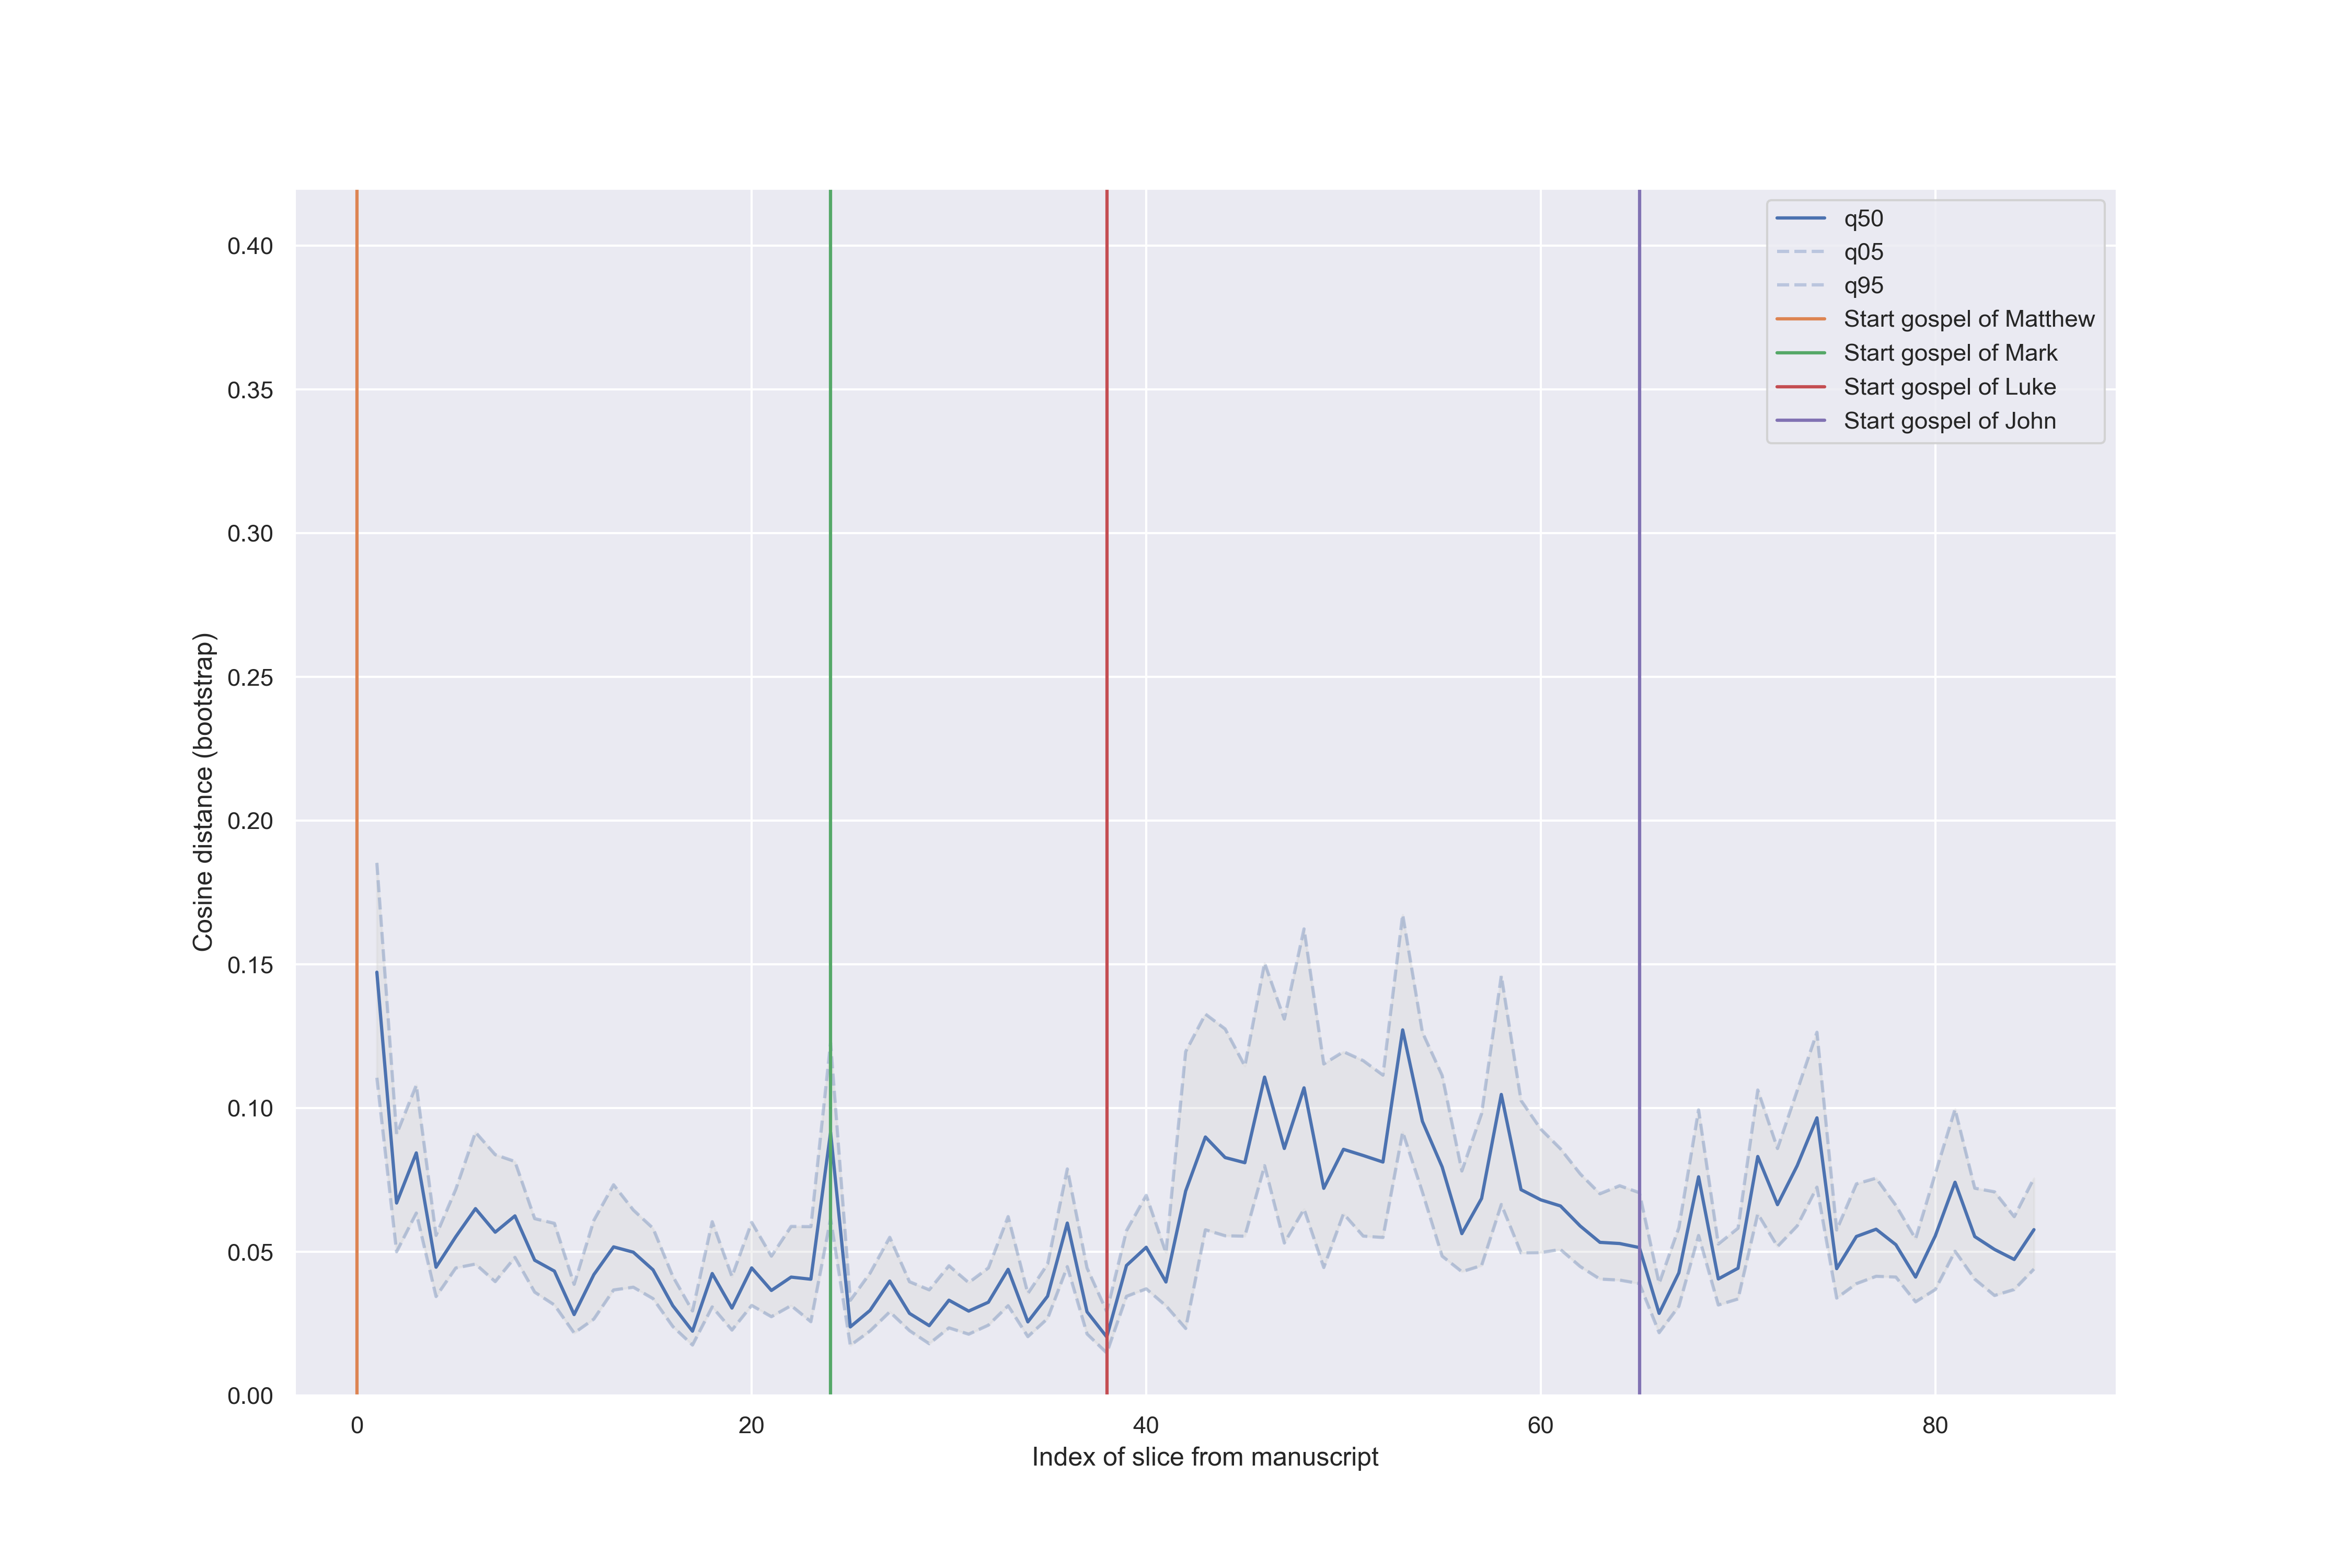 q50
q05
q95
Start gospel of Matthew
Start gospel of Mark
Start gospel of Luke
Start gospel of John
0.40
0.35
0.30
0.25
0.20
0.15
0.10
0.05
0.00
Cosine distance (bootstrap)
0 20 40 60 80
Index of slice from manuscript